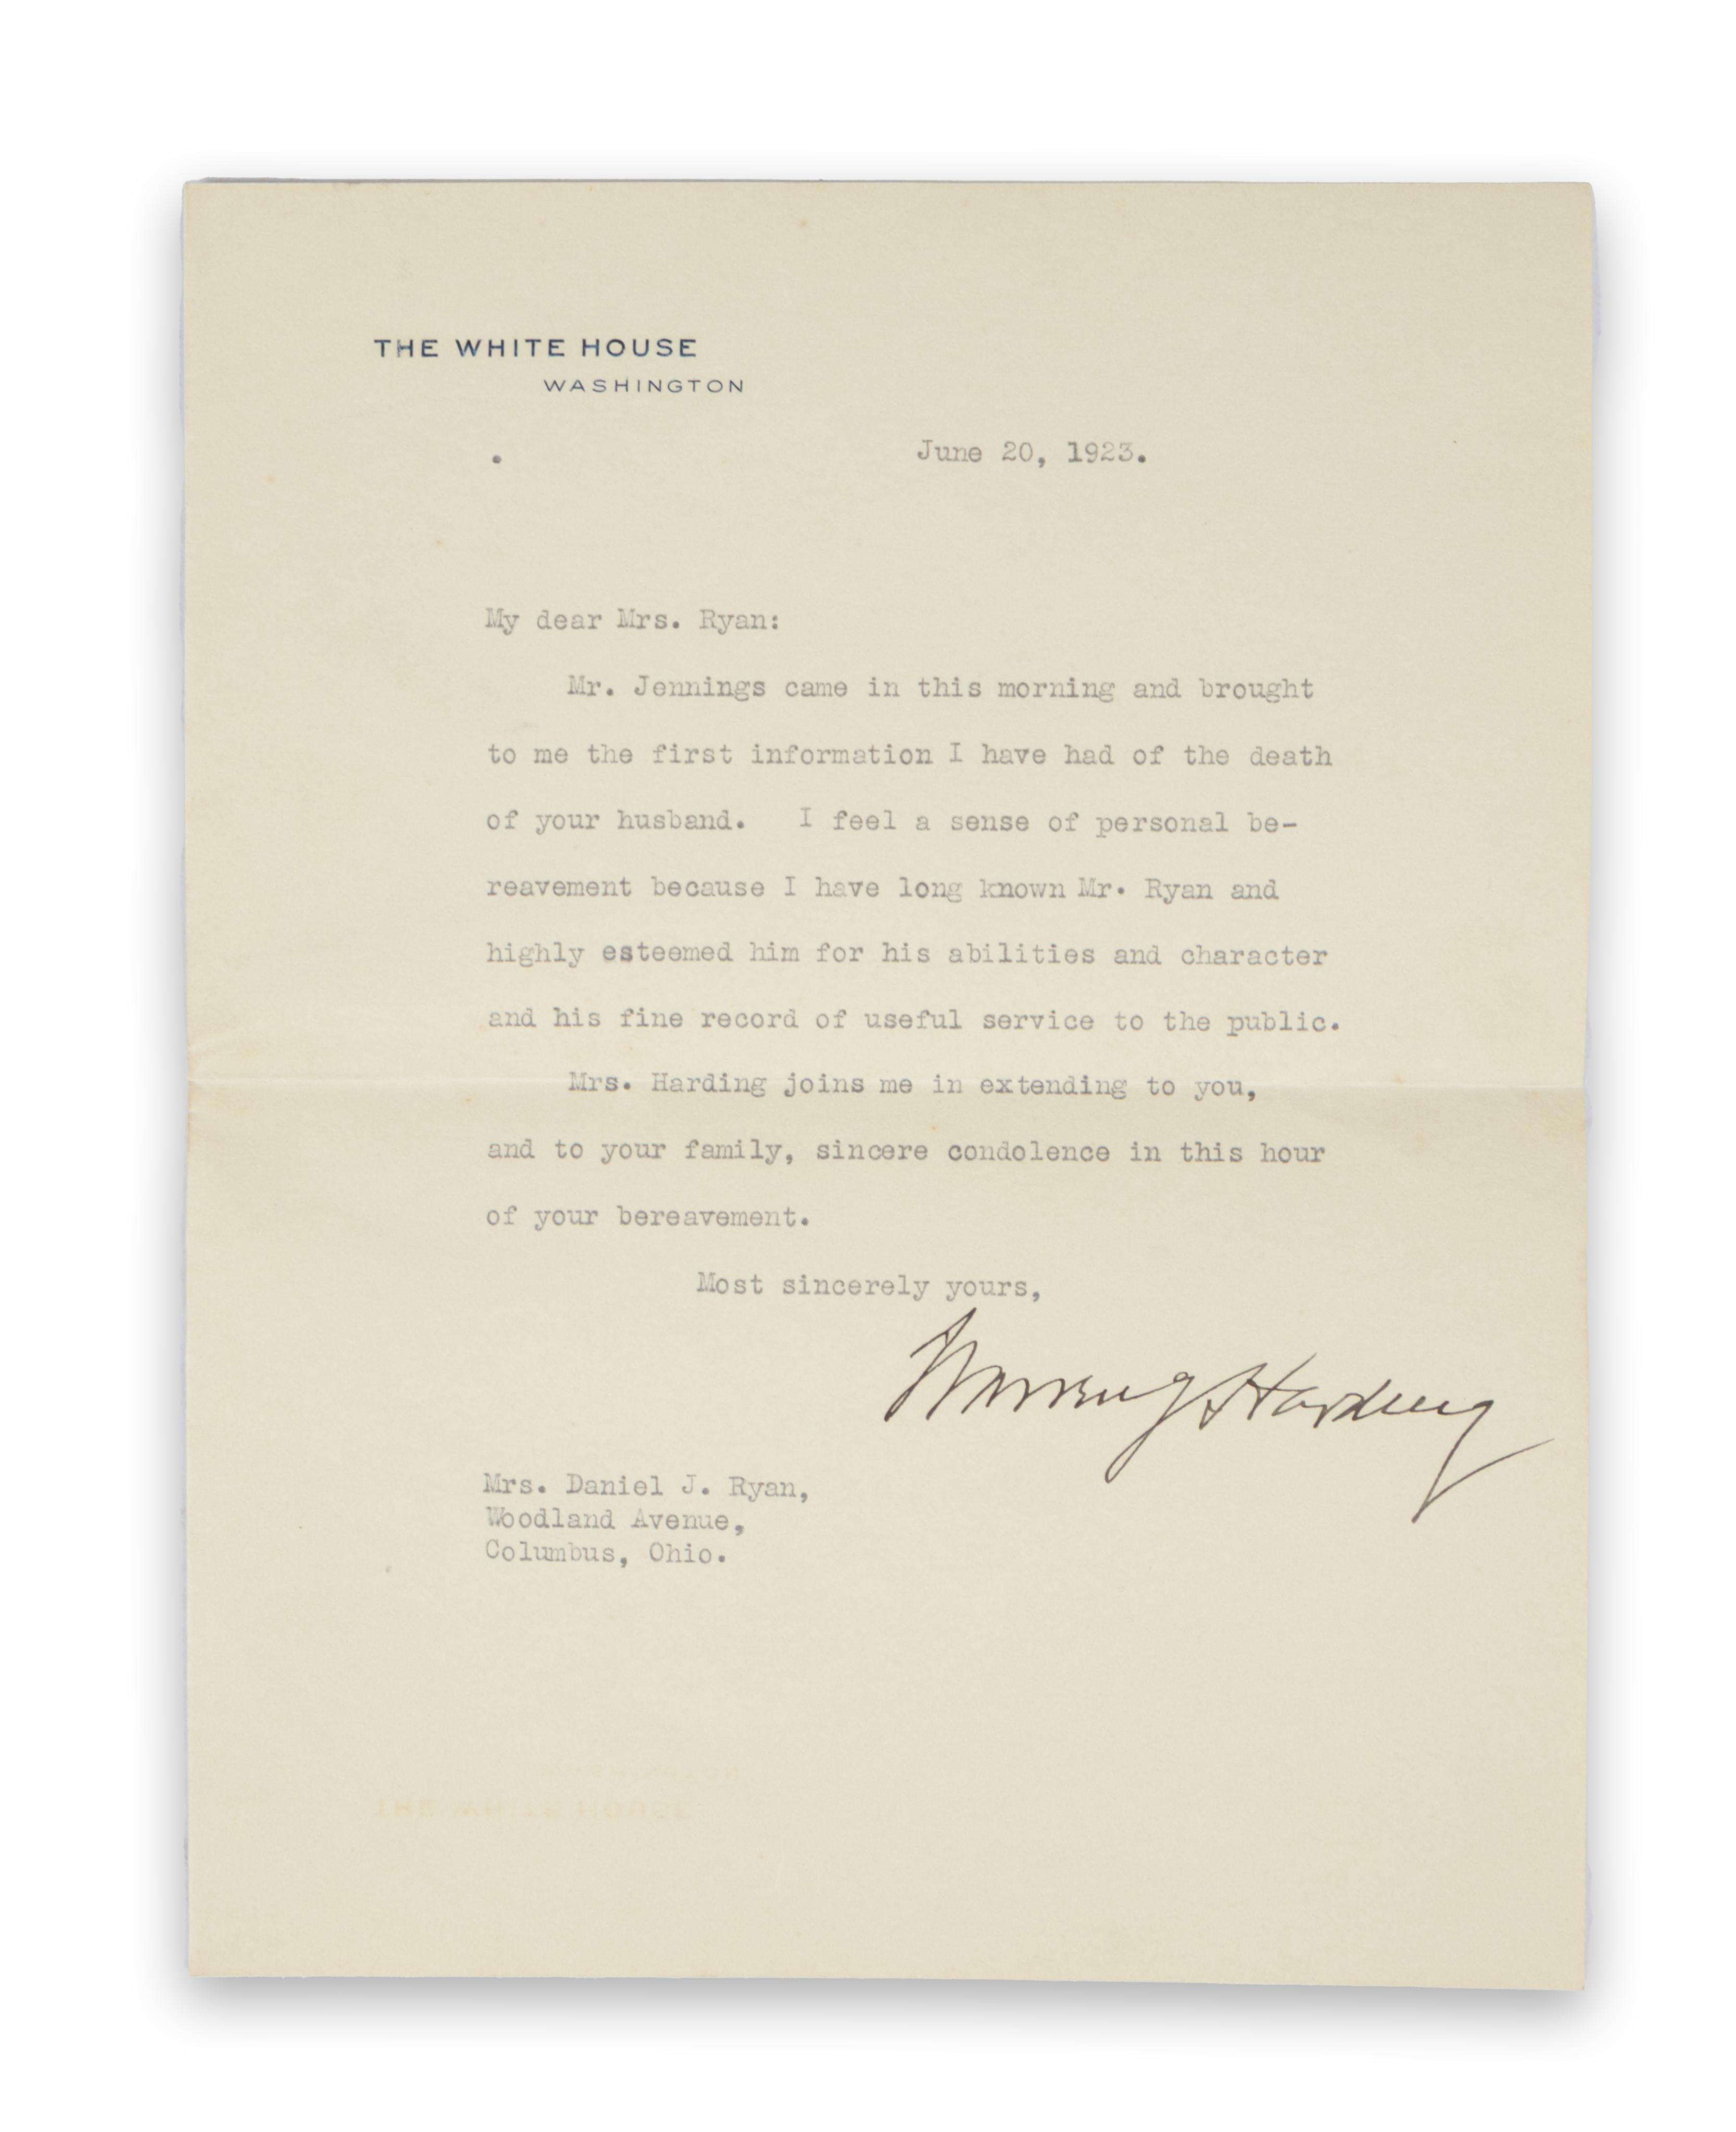 THE WHITE HOUSE
WASHINGTON
June 20, 1923.
My dear Mrs. Ryan:
Mr. Jennings came in this morning and brought
to me the first information I have had of the death
of your husband. I feel a sense of personal be-
reavement because I have long known Mr. Ryan and
highly esteemed him for his abilities and character
and his fine record of useful service to the public.
Mrs. Harding joins me in extending to you,
and to your family, sincere condolence in this hour
of your bereavement.
Most sincerely yours,
Warren G Harding
Mrs. Daniel J. Ryan,
Woodland Avenue,
Columbus, Ohio.